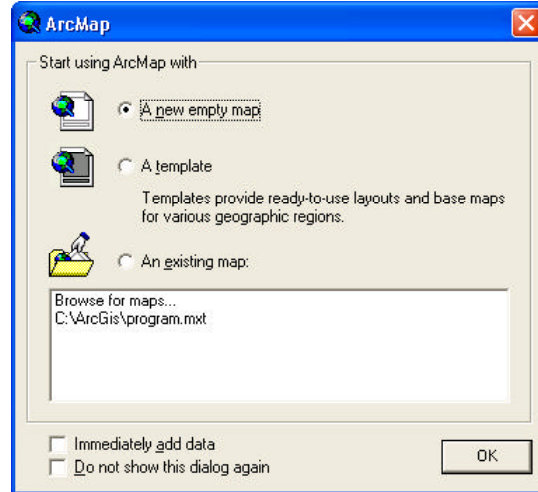 ArcMap
Start using ArcMap with
A new empty map
A template
Templates provide ready-to-use layouts and base maps
for various geographic regions.
An existing map:
Browse for maps...
C:\ArcGis\program.mxt
Immediately add data
Do not show this dialog again
OK